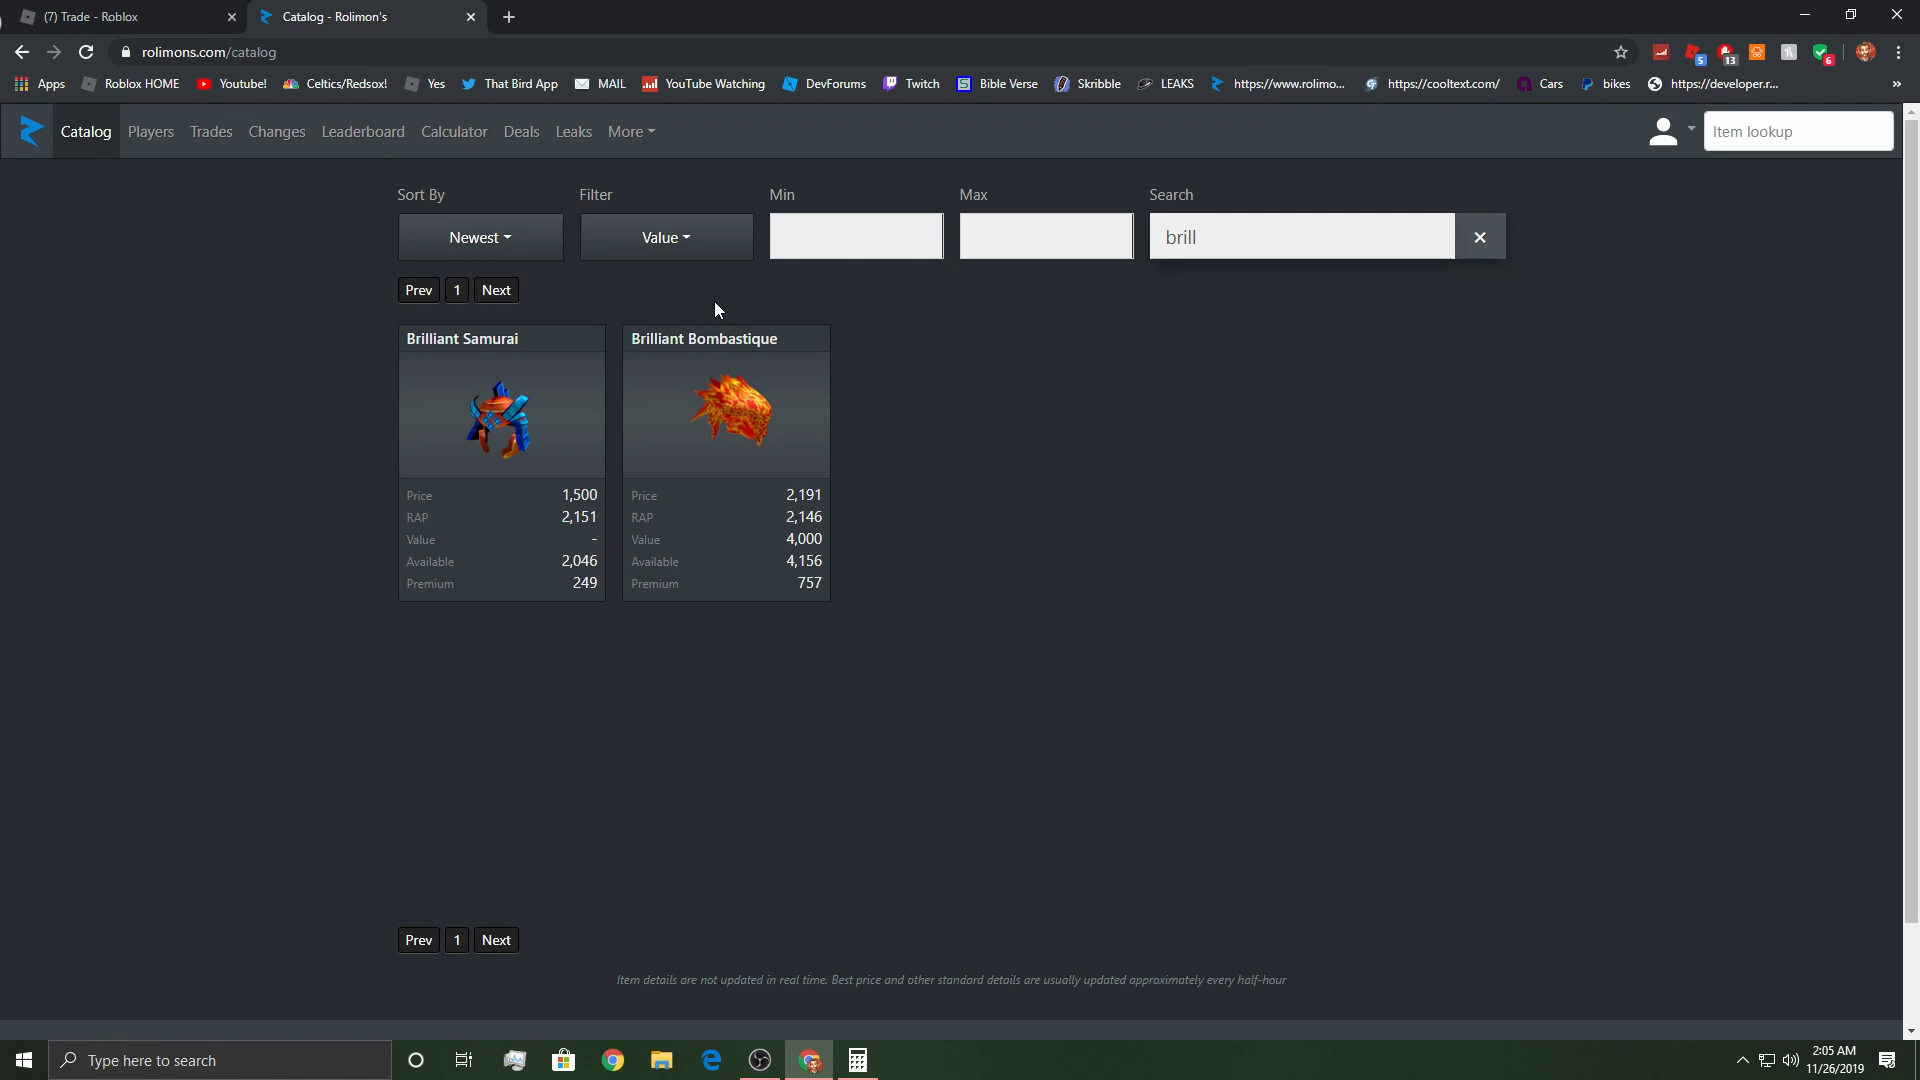 (7) Trade - Roblox
Catalog - Rolimon's
rolimons.com/catalog
5
13
6
Apps
Roblox HOME
Youtube!
Celtics/Redsox!
Yes
That Bird App
MAIL
YouTube Watching
DevForums
Twitch
Bible Verse
Skribble
LEAKS
https://www.rolimo...
https://cooltext.com/
Cars
bikes
https://developer.r...
»
Catalog
Players
Trades
Changes
Leaderboard
Calculator
Deals
Leaks
More
Item lookup
Sort By
Filter
Min
Max
Search
Newest
Value
brill
Prev 1 Next
Brilliant Samurai
Price 1,500
RAP 2,151
Value -
Available 2,046
Premium 249
Brilliant Bombastique
Price 2,191
RAP 2,146
Value 4,000
Available 4,156
Premium 757
Prev 1 Next
Item details are not updated in real time. Best price and other standard details are usually updated approximately every half-hour
Type here to search
2:05 AM
11/26/2019